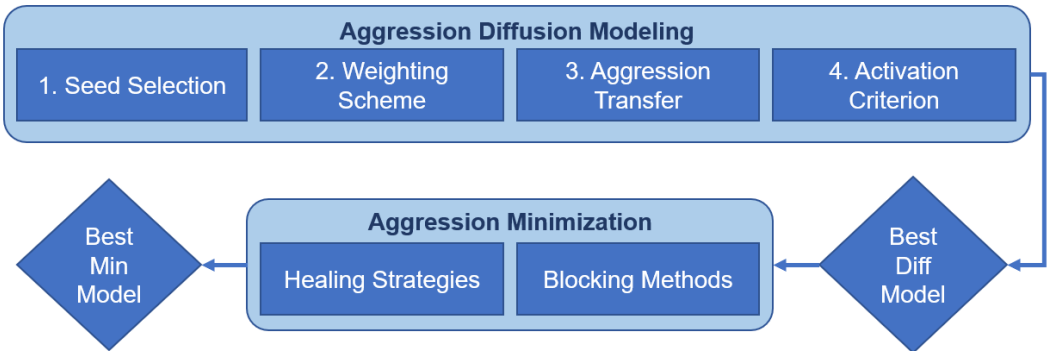 Aggression Diffusion Modeling
1. Seed Selection
2. Weighting
Scheme
3. Aggression
Transfer
4. Activation
Criterion
Best
Diff
Model
Aggression Minimization
Healing Strategies
Blocking Methods
Best
Min
Model